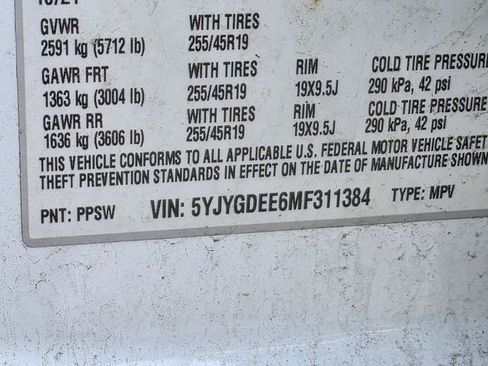 GVWR WITH TIRES
2591 kg (5712 lb) 255/45R19
GAWR FRT WITH TIRES RIM COLD TIRE PRESSURE
1363 kg (3004 lb) 255/45R19 19X9.5J 290 kPa, 42 psi
GAWR RR WITH TIRES RIM COLD TIRE PRESSURE
1636 kg (3606 lb) 255/45R19 19X9.5J 290 kPa, 42 psi
THIS VEHICLE CONFORMS TO ALL APPLICABLE U.S. FEDERAL MOTOR VEHICLE SAFET
THEFT PREVENTION STANDARDS IN EFFECT ON THE DATE OF MANUFACTURE SHOWN
PNT: PPSW VIN: 5YJYGDEE6MF311384 TYPE: MPV